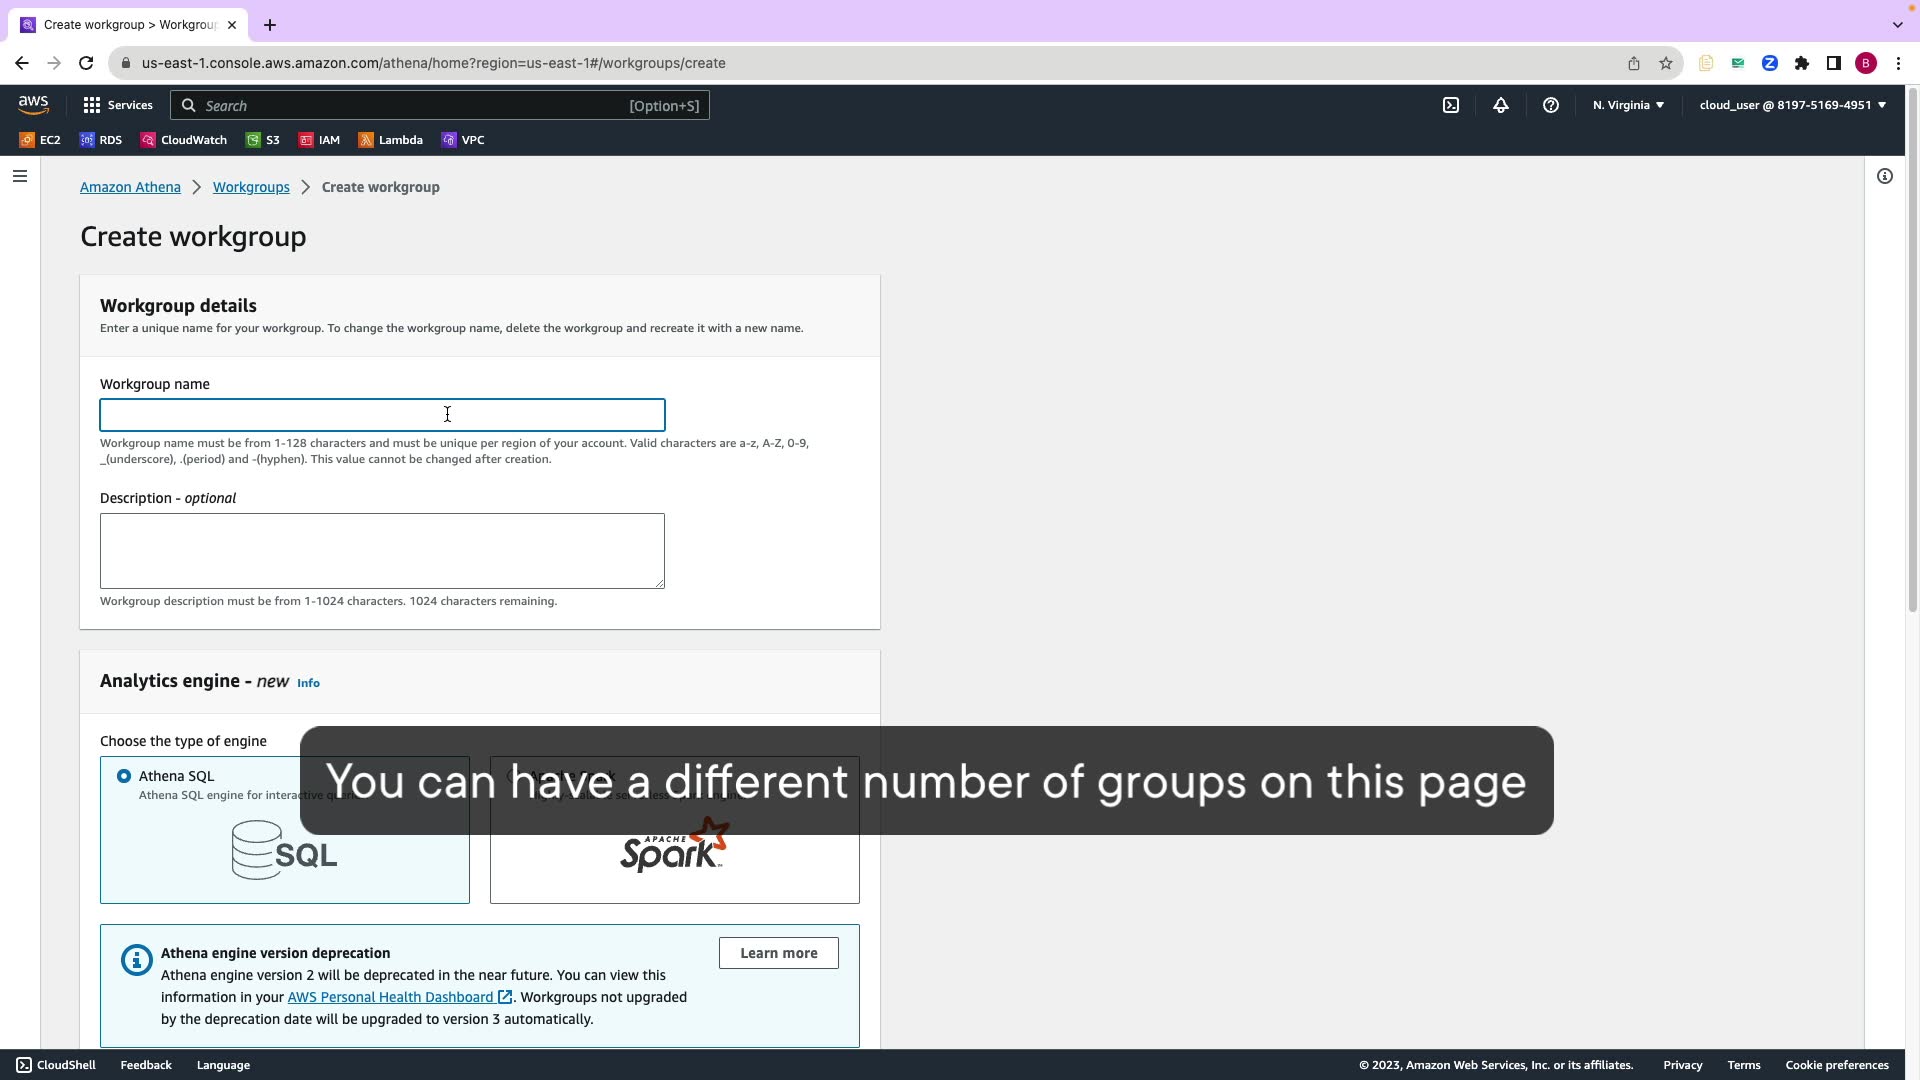 Create workgroup > Workgroup
us-east-1.console.aws.amazon.com/athena/home?region=us-east-1#/workgroups/create
B
aws
Services
Search
[Option+S]
N. Virginia
cloud_user @ 8197-5169-4951
EC2
RDS
CloudWatch
S3
IAM
Lambda
VPC
Amazon Athena
Workgroups
Create workgroup
Create workgroup
Workgroup details
Enter a unique name for your workgroup. To change the workgroup name, delete the workgroup and recreate it with a new name.
Workgroup name
Workgroup name must be from 1-128 characters and must be unique per region of your account. Valid characters are a-z, A-Z, 0-9,
_(underscore), .(period) and -(hyphen). This value cannot be changed after creation.
Description - optional
Workgroup description must be from 1-1024 characters. 1024 characters remaining.
Analytics engine - new Info
Choose the type of engine
Athena SQL
Athena SQL engine for interactive
SQL
APACHE
Spark
You can have a different number of groups on this page
Athena engine version deprecation
Athena engine version 2 will be deprecated in the near future. You can view this
information in your AWS Personal Health Dashboard. Workgroups not upgraded
by the deprecation date will be upgraded to version 3 automatically.
Learn more
CloudShell
Feedback
Language
© 2023, Amazon Web Services, Inc. or its affiliates.
Privacy
Terms
Cookie preferences